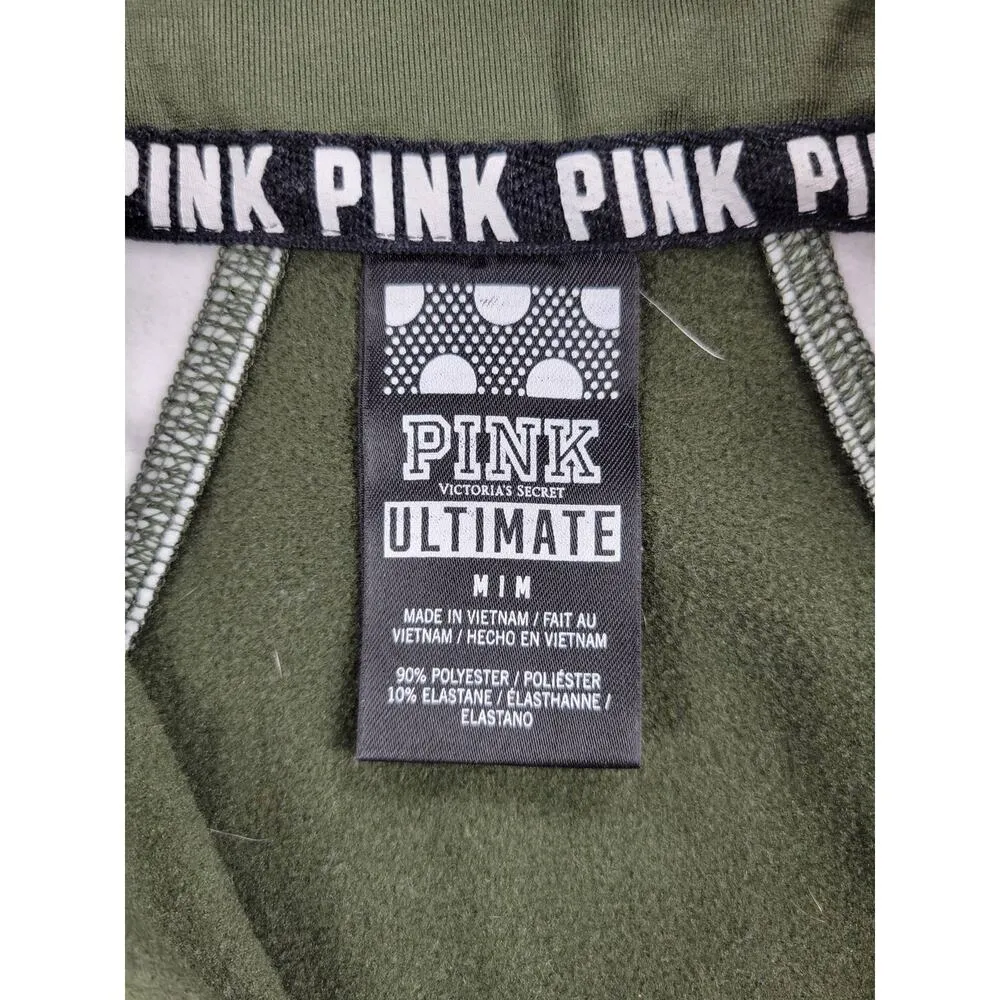 PINK PINK PINK PI
PINK
VICTORIA'S SECRET
ULTIMATE
M | M
MADE IN VIETNAM / FAIT AU
VIETNAM / HECHO EN VIETNAM
90% POLYESTER / POLIÉSTER
10% ELASTANE / ÉLASTHANNE /
ELASTANO